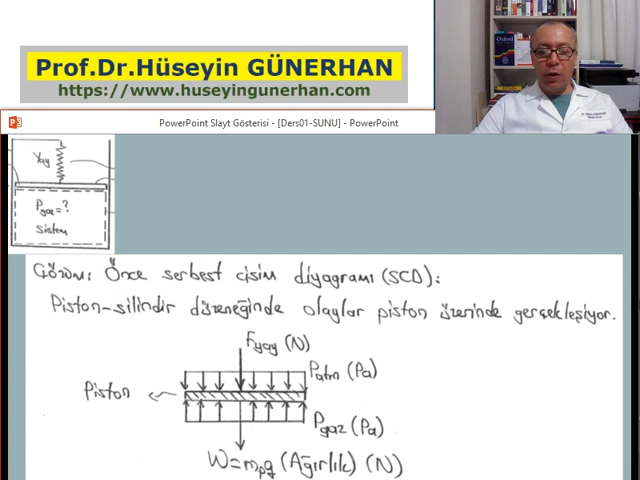 Prof.Dr.Hüseyin GÜNERHAN
https://www.huseyingunerhan.com
PowerPoint Slayt Gösterisi - [Ders01-SUNU] - PowerPoint
Yay
Pgaz=?
Sistem
Çözüm: Önce serbest cisim diyagramı (SCD):
Piston-silindir düzeneğinde olaylar piston üzerinde gerçekleşiyor.
Fyay (N)
Patm (Pa)
Piston
Pgaz (Pa)
W=mpg (Ağırlık) (N)
Oxford